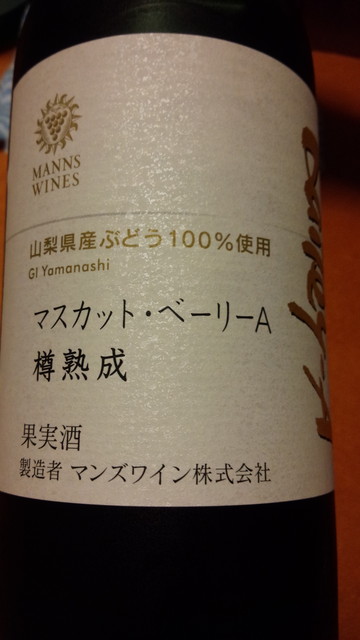 MANNS
WINES
山梨県産ぶどう100%使用
GI Yamanashi
マスカット・ベーリーA
樽熟成
果実酒
製造者 マンズワイン株式会社
Bailey-A